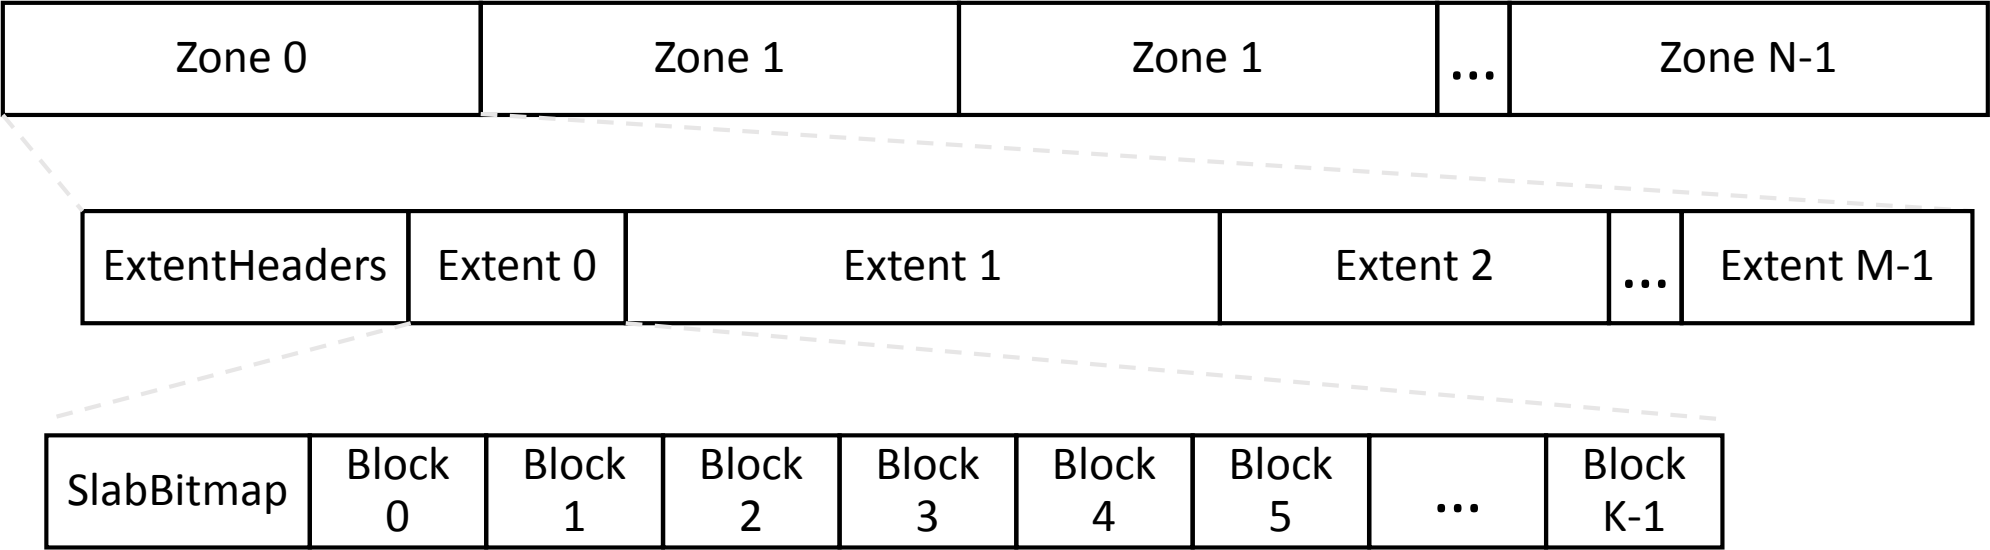 Zone 0 Zone 1 Zone 1 ... Zone N-1
ExtentHeaders Extent 0 Extent 1 Extent 2 ... Extent M-1
SlabBitmap Block 0 Block 1 Block 2 Block 3 Block 4 Block 5 ... Block K-1